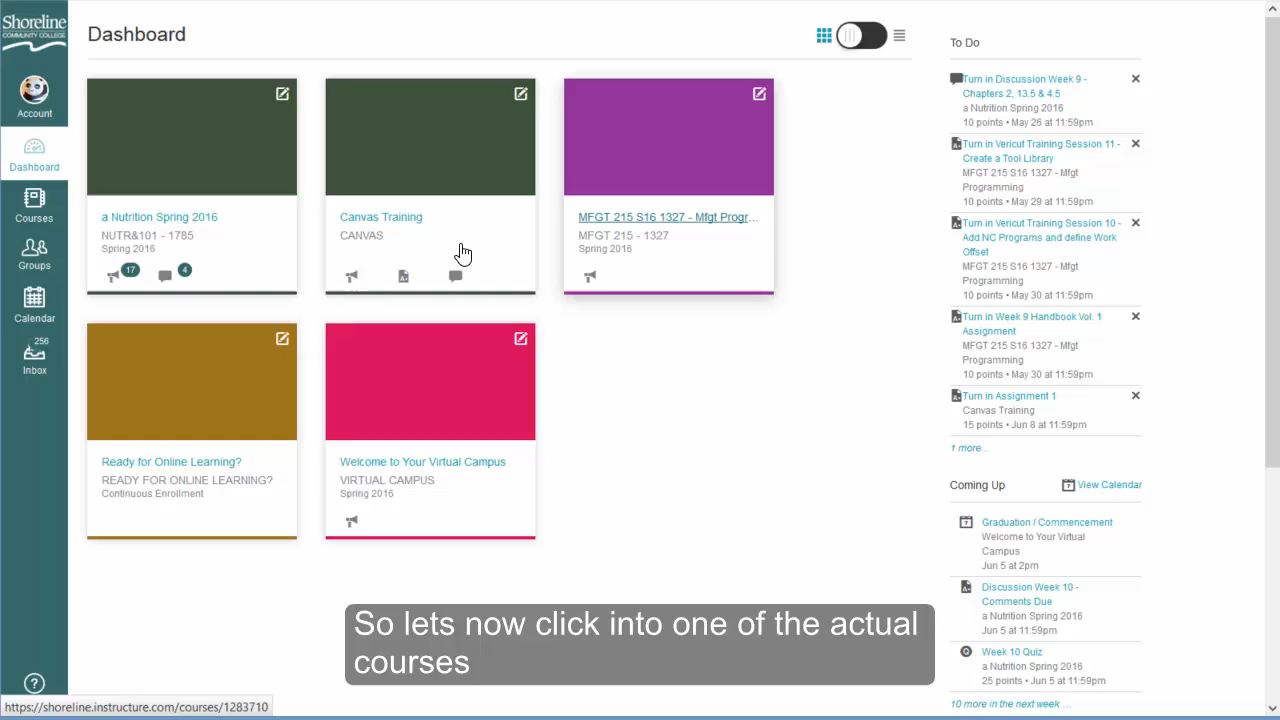 Shoreline
COMMUNITY COLLEGE
Account
Dashboard
Courses
Groups
Calendar
256
Inbox
Dashboard
a Nutrition Spring 2016
NUTR&101 - 1785
Spring 2016
17
4
Canvas Training
CANVAS
MFGT 215 S16 1327 - Mfgt Progr...
MFGT 215 - 1327
Spring 2016
Ready for Online Learning?
READY FOR ONLINE LEARNING?
Continuous Enrollment
Welcome to Your Virtual Campus
VIRTUAL CAMPUS
Spring 2016
To Do
Turn in Discussion Week 9 -
Chapters 2, 13.5 & 4.5
a Nutrition Spring 2016
10 points • May 26 at 11:59pm
Turn in Vericut Training Session 11 -
Create a Tool Library
MFGT 215 S16 1327 - Mfgt
Programming
10 points • May 29 at 11:59pm
Turn in Vericut Training Session 10 -
Add NC Programs and define Work
Offset
MFGT 215 S16 1327 - Mfgt
Programming
10 points • May 30 at 11:59pm
Turn in Week 9 Handbook Vol. 1
Assignment
MFGT 215 S16 1327 - Mfgt
Programming
10 points • May 30 at 11:59pm
Turn in Assignment 1
Canvas Training
15 points • Jun 8 at 11:59pm
1 more...
Coming Up
View Calendar
Graduation / Commencement
Welcome to Your Virtual
Campus
Jun 5 at 2pm
Discussion Week 10 -
Comments Due
a Nutrition Spring 2016
Jun 5 at 11:59pm
Week 10 Quiz
a Nutrition Spring 2016
25 points • Jun 5 at 11:59pm
10 more in the next week ...
So lets now click into one of the actual
courses
https://shoreline.instructure.com/courses/1283710